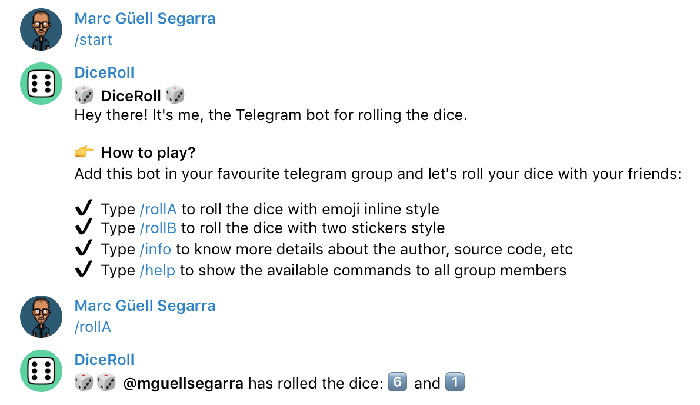 Marc Güell Segarra
/start
DiceRoll
🎲 DiceRoll 🎲
Hey there! It's me, the Telegram bot for rolling the dice.
👉 How to play?
Add this bot in your favourite telegram group and let's roll your dice with your friends:
✔ Type /rollA to roll the dice with emoji inline style
✔ Type /rollB to roll the dice with two stickers style
✔ Type /info to know more details about the author, source code, etc
✔ Type /help to show the available commands to all group members
Marc Güell Segarra
/rollA
DiceRoll
🎲🎲 @mguellsegarra has rolled the dice: 6️⃣ and 1️⃣